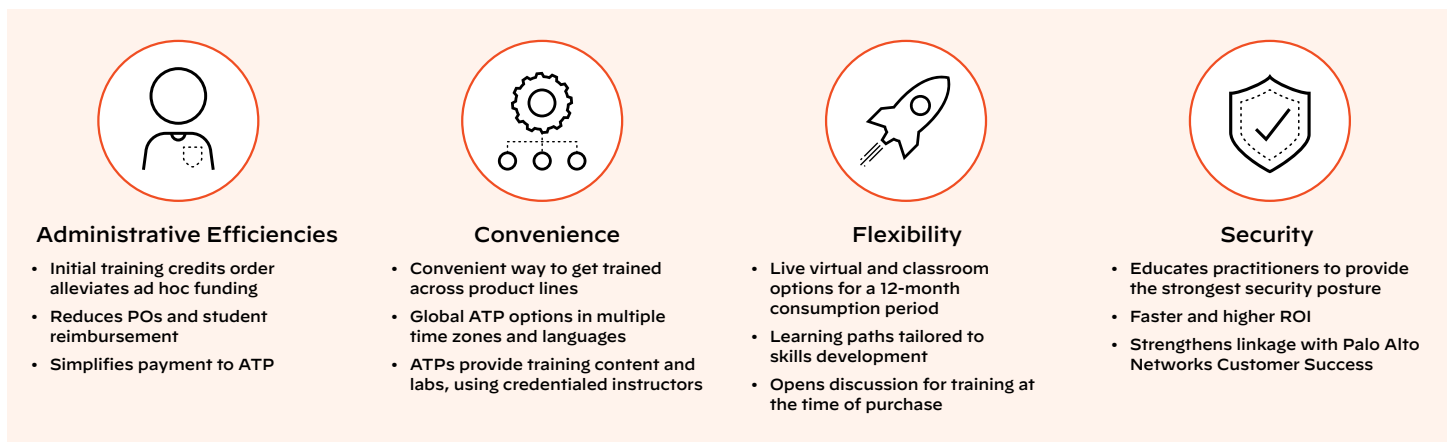 Administrative Efficiencies
• Initial training credits order
alleviates ad hoc funding
• Reduces POs and student
reimbursement
• Simplifies payment to ATP
Convenience
• Convenient way to get trained
across product lines
• Global ATP options in multiple
time zones and languages
• ATPs provide training content and
labs, using credentialed instructors
Flexibility
• Live virtual and classroom
options for a 12-month
consumption period
• Learning paths tailored to
skills development
• Opens discussion for training at
the time of purchase
Security
• Educates practitioners to provide
the strongest security posture
• Faster and higher ROI
• Strengthens linkage with Palo Alto
Networks Customer Success